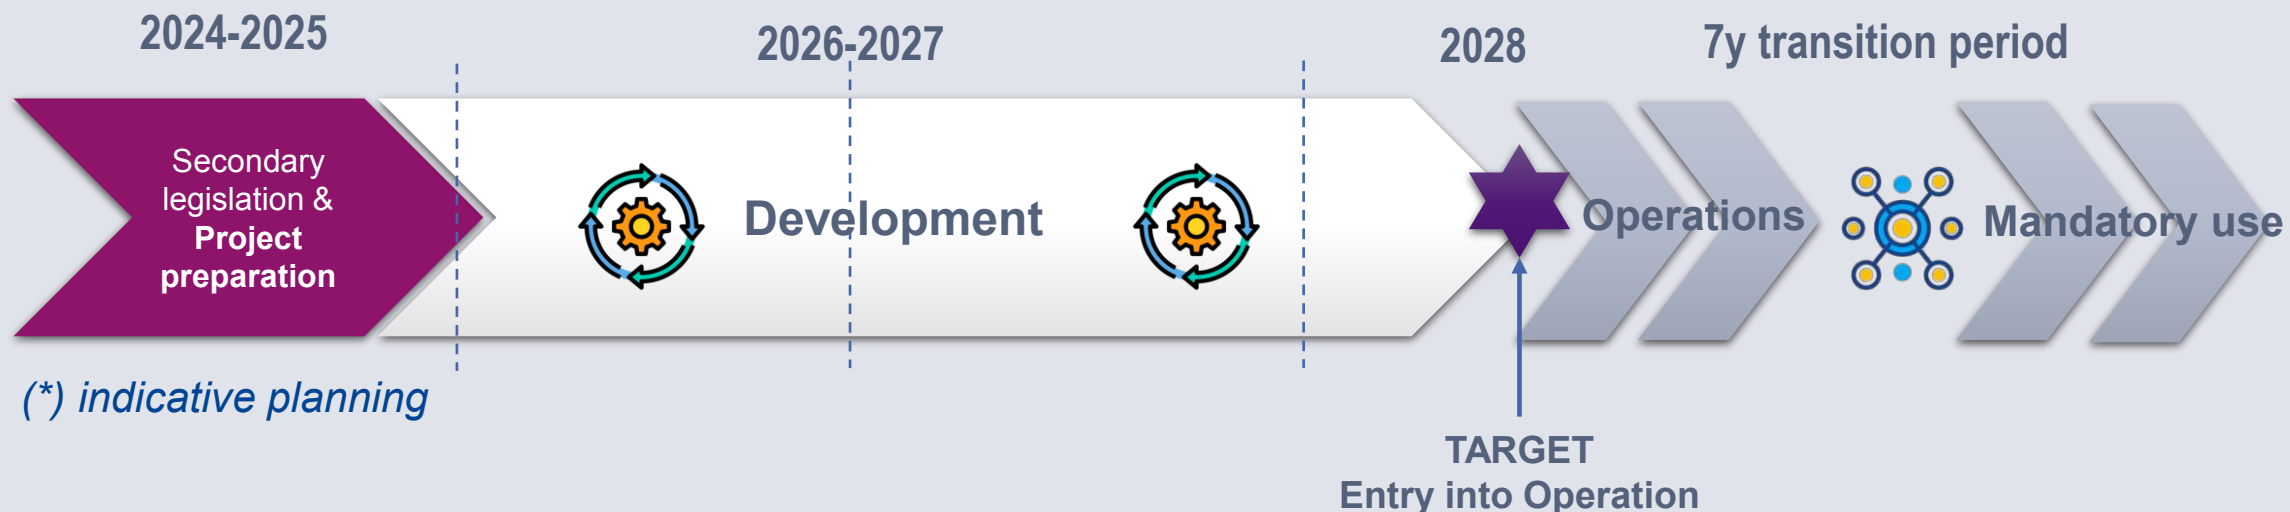 2024-2025
2026-2027
2028
7y transition period
Secondary
legislation &
Project
preparation
Development
Operations
Mandatory use
(*) indicative planning
TARGET
Entry into Operation